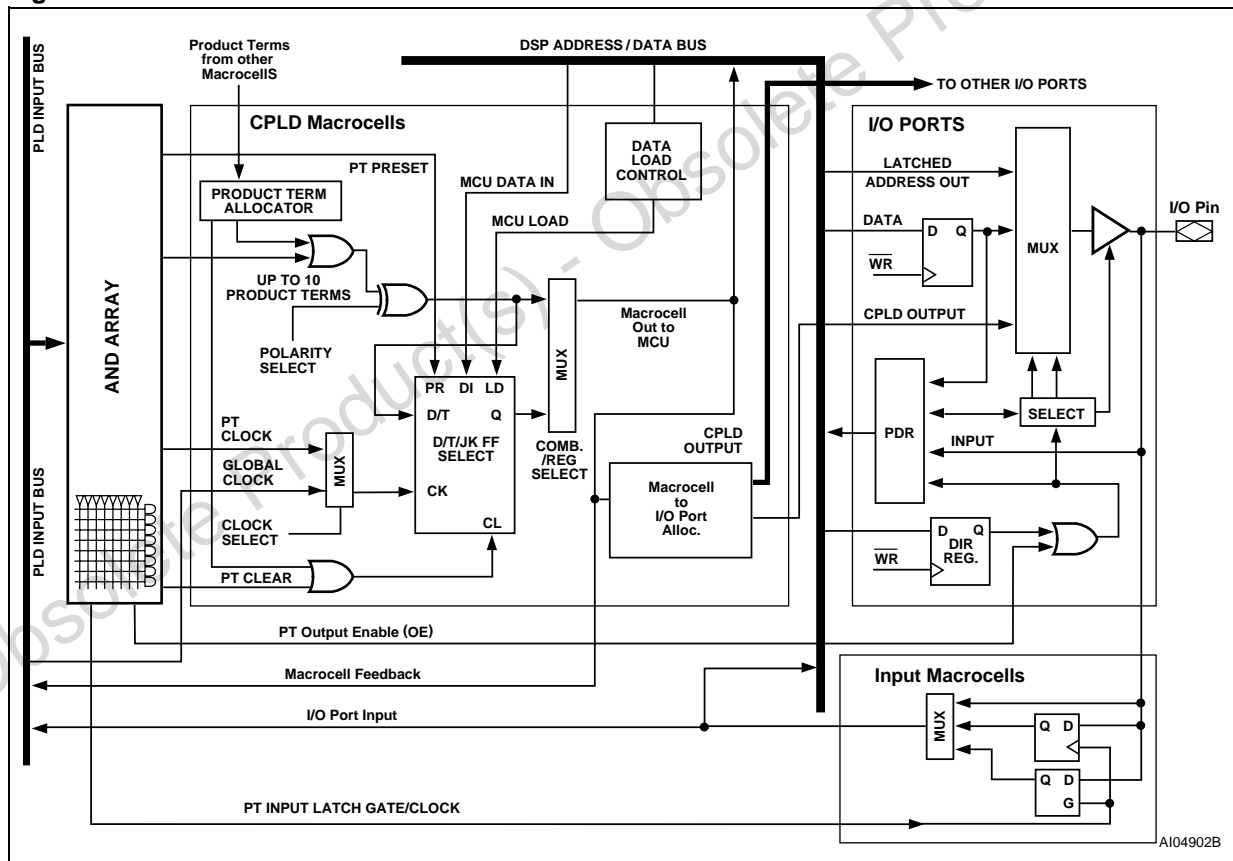 Product Terms
from other
MacrocellS
DSP ADDRESS / DATA BUS
TO OTHER I/O PORTS
PLD INPUT BUS
AND ARRAY
CPLD Macrocells
PT PRESET
PRODUCT TERM
ALLOCATOR
MCU DATA IN
DATA
LOAD
CONTROL
MCU LOAD
UP TO 10
PRODUCT TERMS
POLARITY
SELECT
PR DI LD
D/T Q
D/T/JK FF
SELECT
CK
CL
MUX
COMB.
/REG
SELECT
Macrocell
Out to
MCU
PT
CLOCK
GLOBAL
CLOCK
MUX
CLOCK
SELECT
PT CLEAR
CPLD
OUTPUT
Macrocell
to
I/O Port
Alloc.
I/O PORTS
LATCHED
ADDRESS OUT
DATA
D Q
WR
MUX
I/O Pin
CPLD OUTPUT
PDR
SELECT
INPUT
D Q
DIR
REG.
WR
PLD INPUT BUS
PT Output Enable (OE)
Macrocell Feedback
I/O Port Input
Input Macrocells
MUX
Q D
Q D
G
PT INPUT LATCH GATE/CLOCK
AI04902B
Obsolete Product(s) - Obsolete Pro